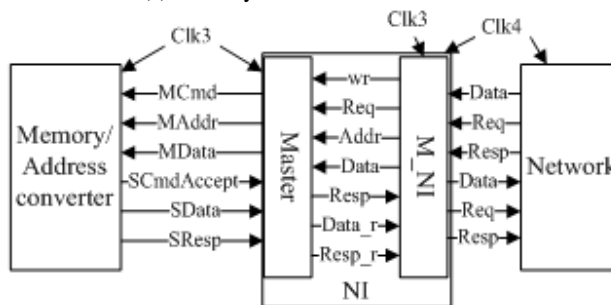 Clk3
Clk3
Clk4
MCmd
MAddr
MData
SCmdAccept
SData
SResp
Memory/
Address
converter
Master
wr
Req
Addr
Data
Resp
Data_r
Resp_r
M_NI
NI
Data
Req
Resp
Data
Req
Resp
Network